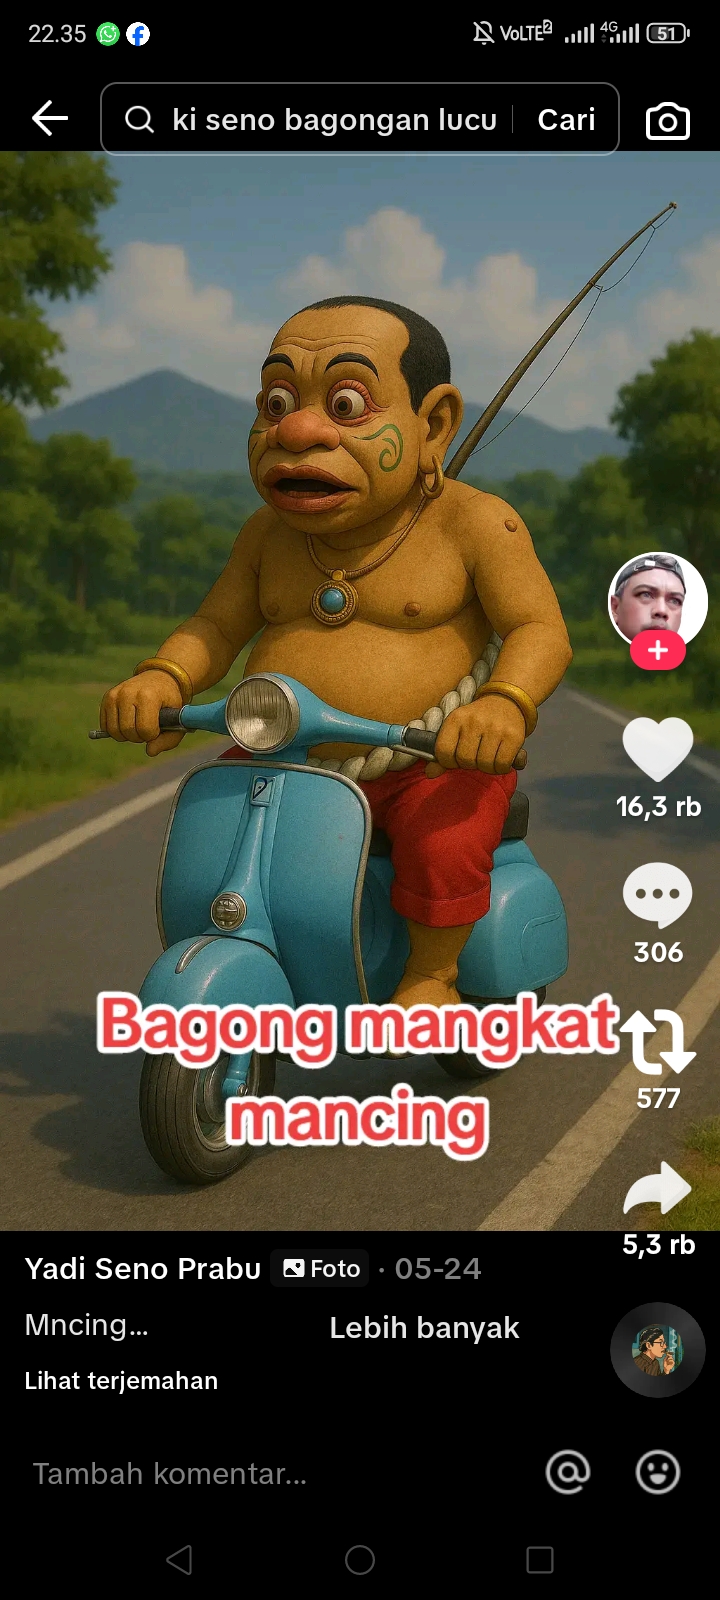 22.35
VoLTE2 4G 51
ki seno bagongan lucu Cari
16,3 rb
306
Bagong mangkat
mancing
577
5,3 rb
Yadi Seno Prabu Foto · 05-24
Mncing... Lebih banyak
Lihat terjemahan
Tambah komentar...